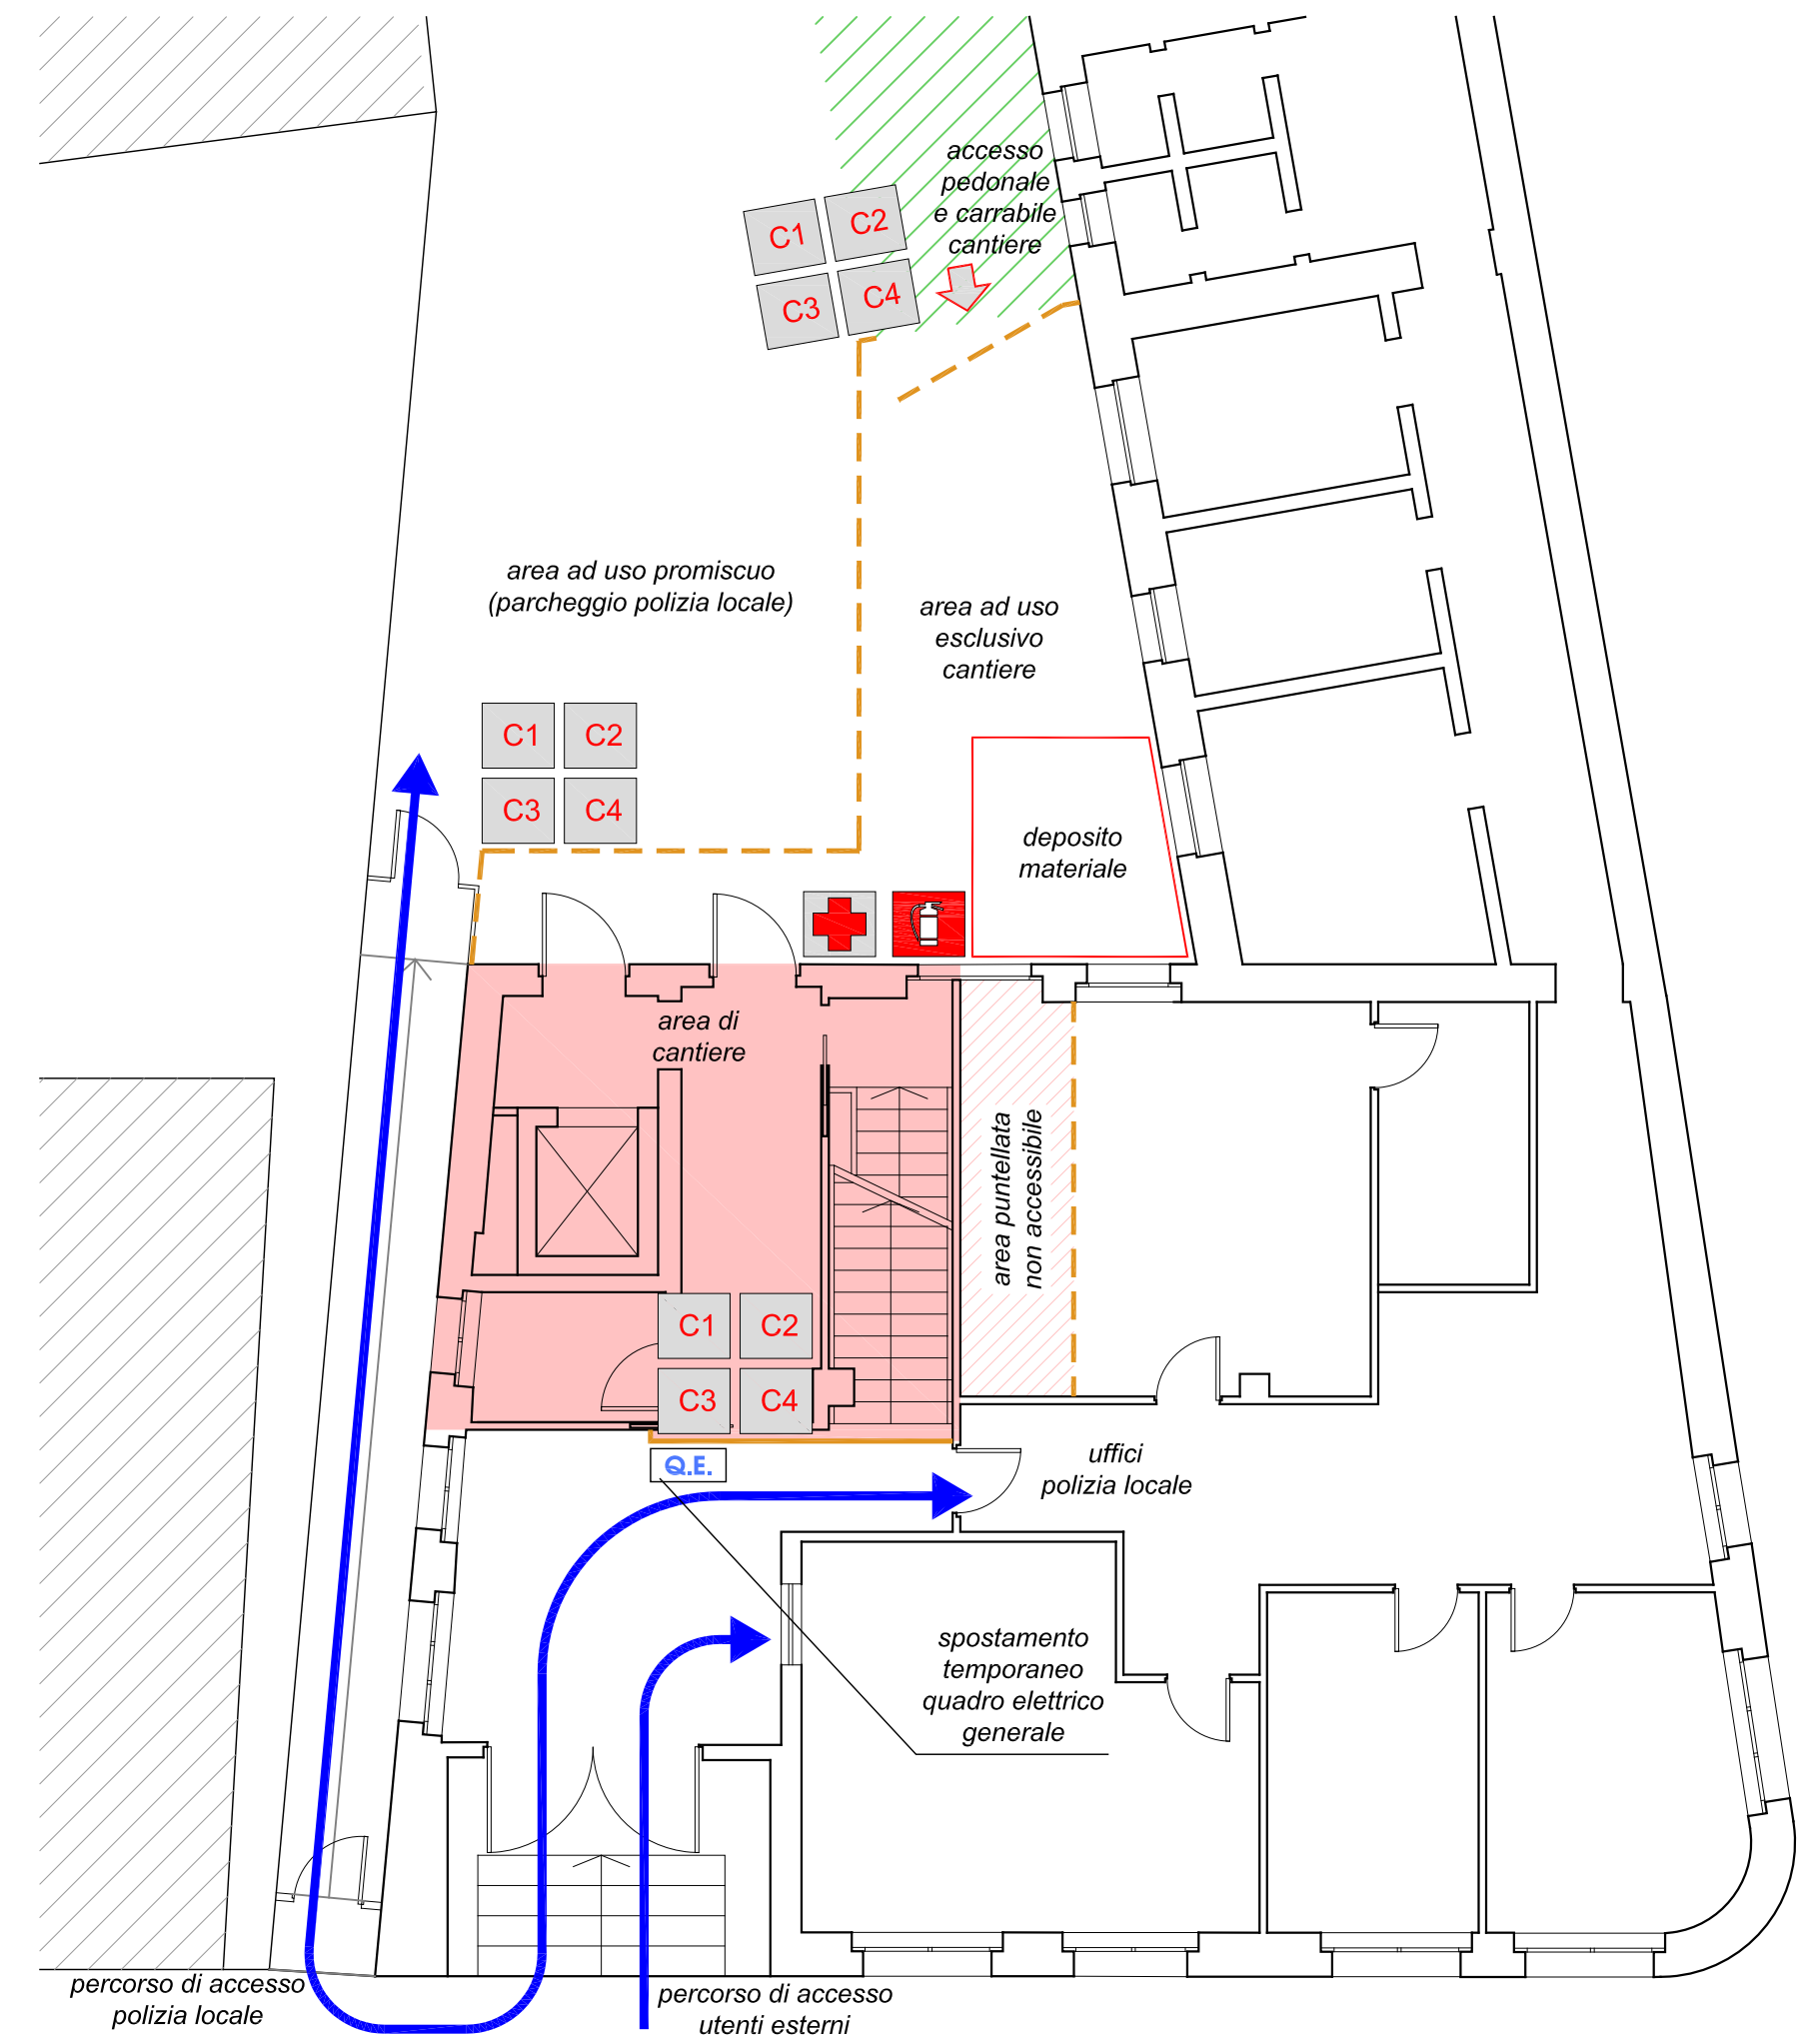 accesso
pedonale
e carrabile
cantiere
C1
C2
C3
C4
area ad uso promiscuo
(parcheggio polizia locale)
area ad uso
esclusivo
cantiere
C1
C2
C3
C4
deposito
materiale
area di
cantiere
area puntellata
non accessibile
C1
C2
C3
C4
Q.E.
uffici
polizia locale
spostamento
temporaneo
quadro elettrico
generale
percorso di accesso
polizia locale
percorso di accesso
utenti esterni